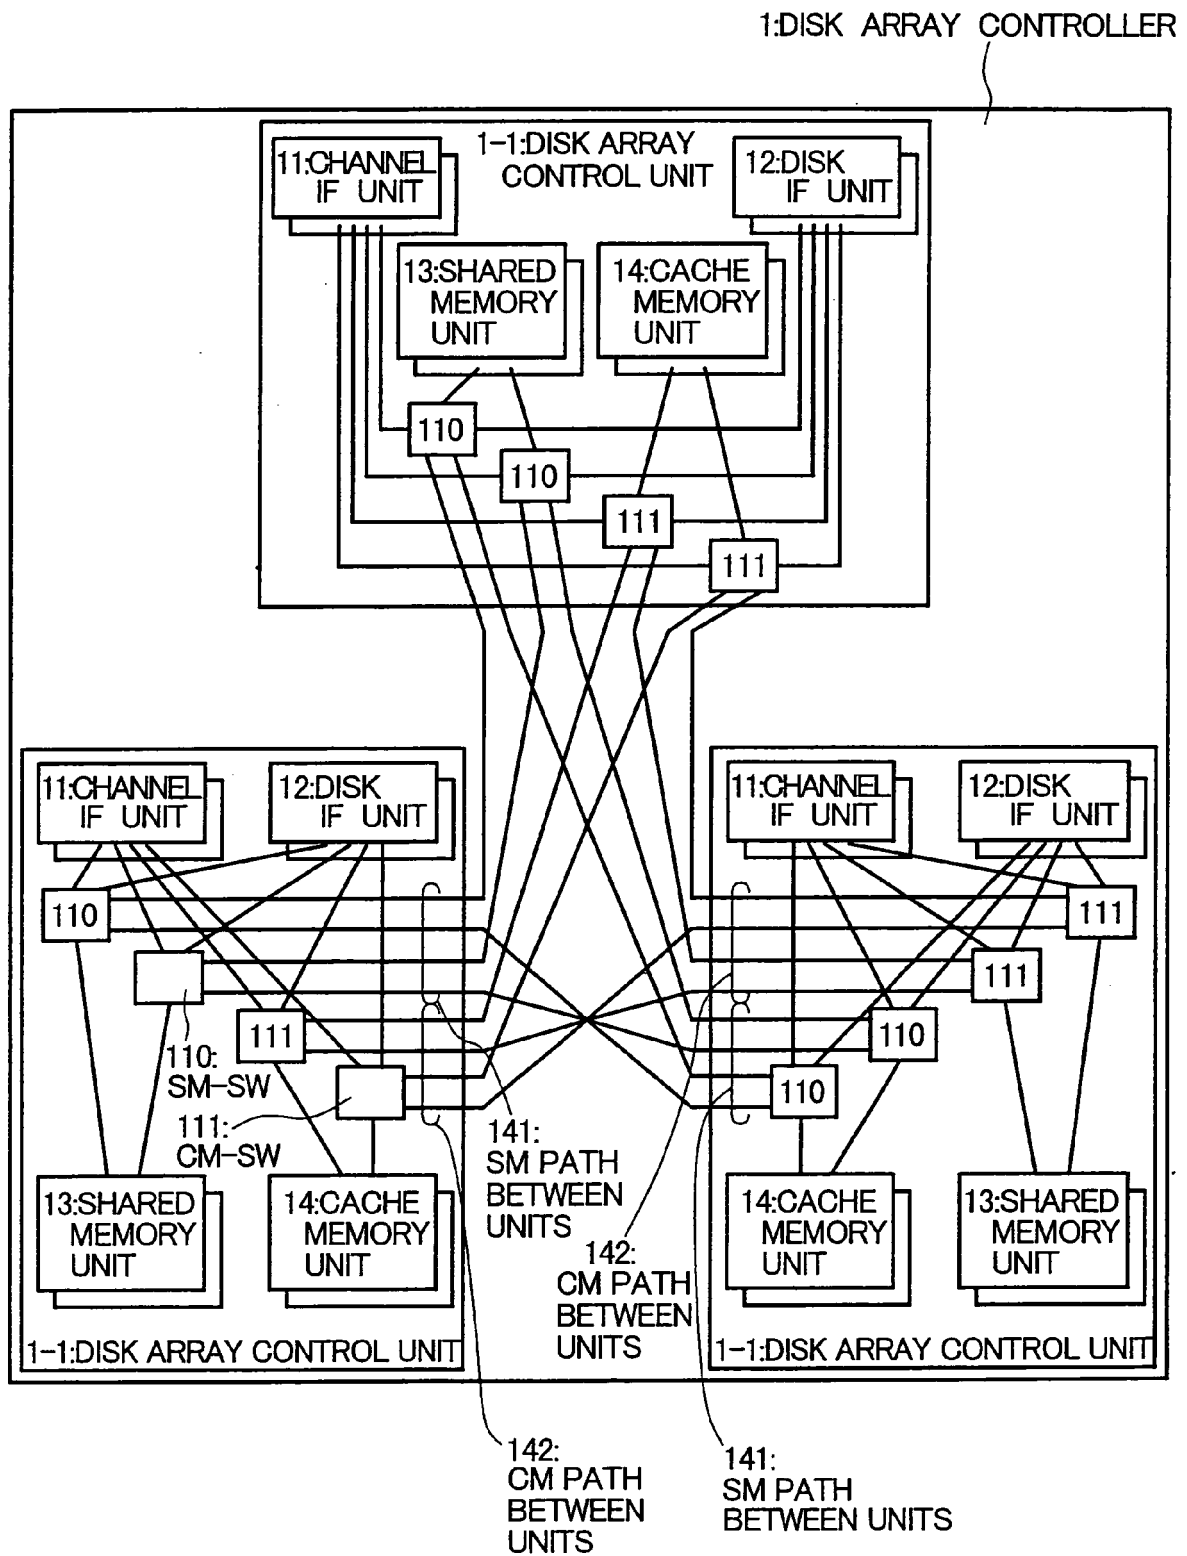 1:DISK ARRAY CONTROLLER
1-1:DISK ARRAY
CONTROL UNIT
11:CHANNEL
IF UNIT
12:DISK
IF UNIT
13:SHARED
MEMORY
UNIT
14:CACHE
MEMORY
UNIT
110
110
111
111
11:CHANNEL
IF UNIT
12:DISK
IF UNIT
110
111
110:
SM-SW
111:
CM-SW
13:SHARED
MEMORY
UNIT
14:CACHE
MEMORY
UNIT
1-1:DISK ARRAY CONTROL UNIT
141:
SM PATH
BETWEEN
UNITS
142:
CM PATH
BETWEEN
UNITS
11:CHANNEL
IF UNIT
12:DISK
IF UNIT
111
111
110
110
14:CACHE
MEMORY
UNIT
13:SHARED
MEMORY
UNIT
1-1:DISK ARRAY CONTROL UNIT
142:
CM PATH
BETWEEN
UNITS
141:
SM PATH
BETWEEN UNITS